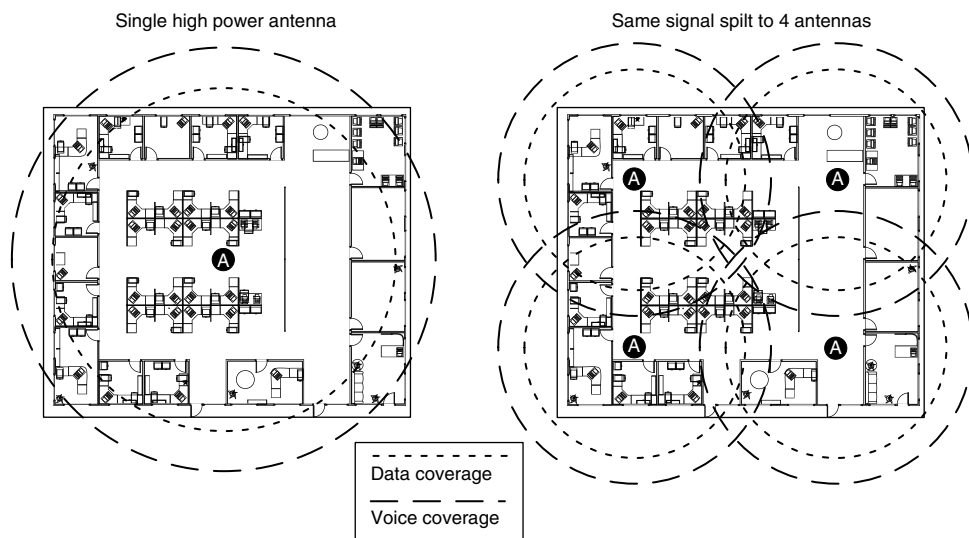 Single high power antenna
Same signal spilt to 4 antennas
A
A
A
A
A
Data coverage
Voice coverage